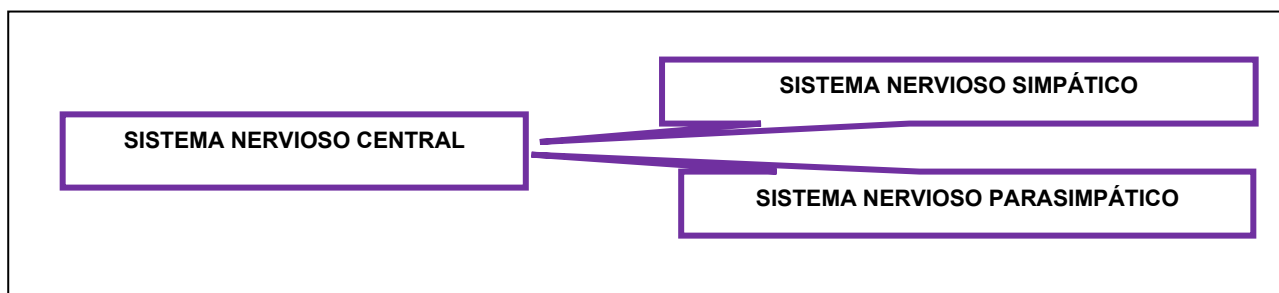 SISTEMA NERVIOSO SIMPÁTICO
SISTEMA NERVIOSO CENTRAL
SISTEMA NERVIOSO PARASIMPÁTICO